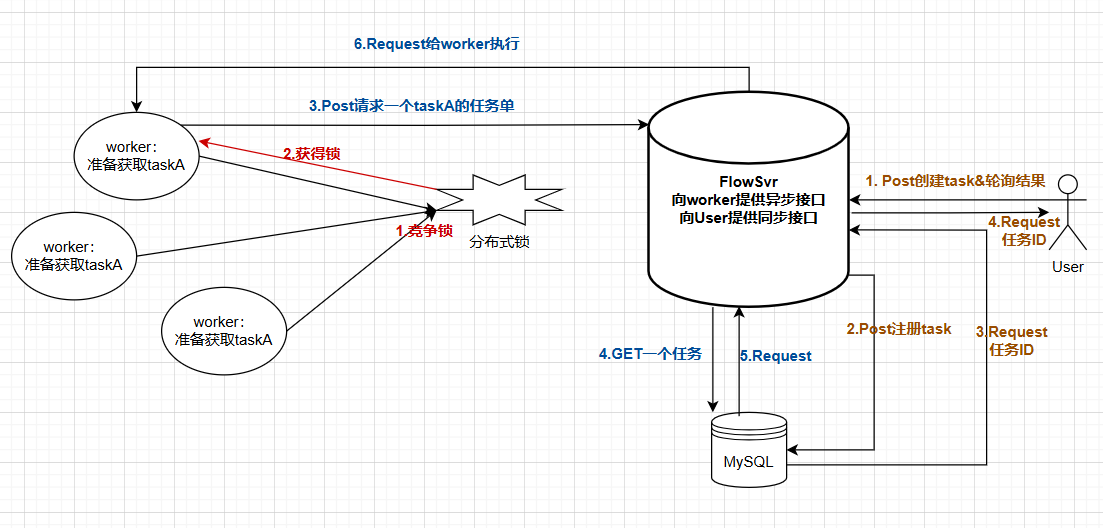 6.Request给worker执行
3.Post请求一个taskA的任务单
worker：
准备获取taskA
2.获得锁
FlowSvr
向worker提供异步接口
向User提供同步接口
1. Post创建task&轮询结果
4.Request
任务ID
User
1.竞争锁
分布式锁
worker：
准备获取taskA
worker：
准备获取taskA
2.Post注册task
3.Request
任务ID
4.GET一个任务
5.Request
MySQL